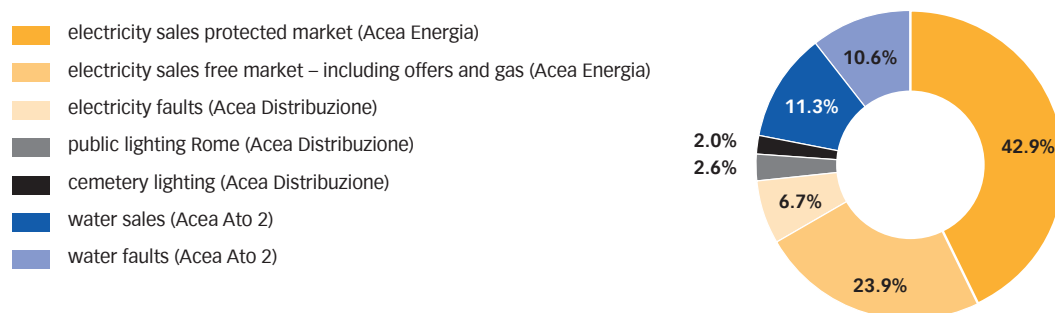 electricity sales protected market (Acea Energia)
electricity sales free market – including offers and gas (Acea Energia)
electricity faults (Acea Distribuzione)
public lighting Rome (Acea Distribuzione)
cemetery lighting (Acea Distribuzione)
water sales (Acea Ato 2)
water faults (Acea Ato 2)
10.6%
11.3%
42.9%
2.0%
2.6%
6.7%
23.9%